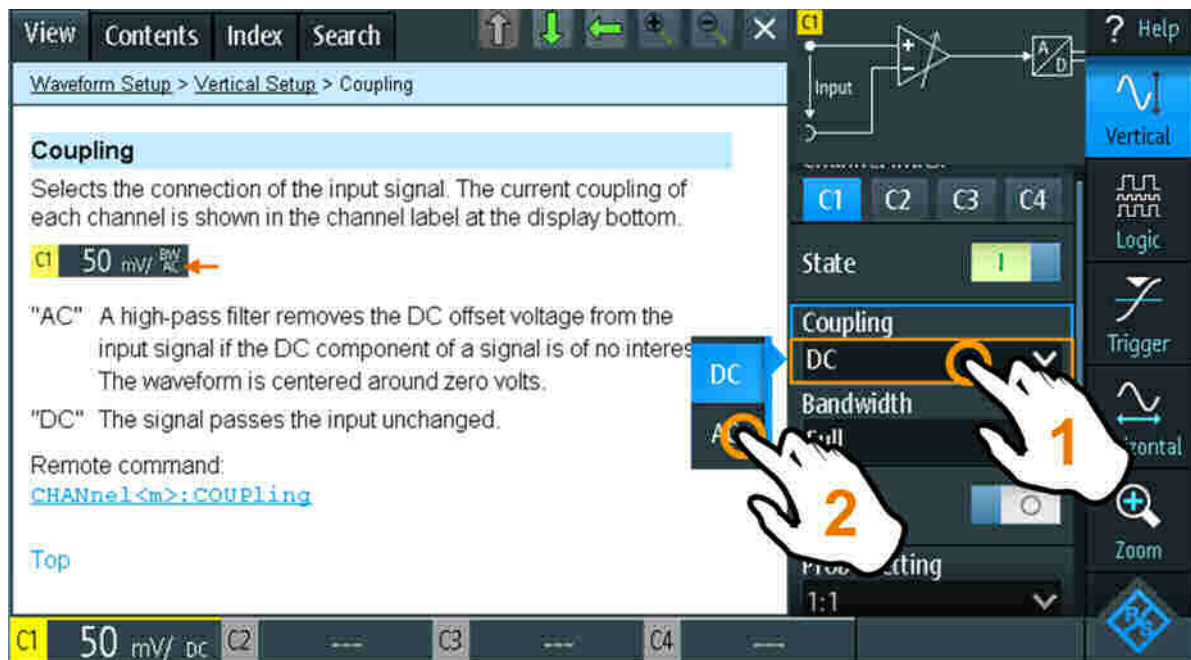 View Contents Index Search
Waveform Setup > Vertical Setup > Coupling
Coupling
Selects the connection of the input signal. The current coupling of
each channel is shown in the channel label at the display bottom.
C1 50 mV/ BW
AC
"AC" A high-pass filter removes the DC offset voltage from the
input signal if the DC component of a signal is of no
The waveform is centered around zero volts.
"DC" The signal passes the input unchanged.
Remote command:
CHANnel<m>:COUPling
Top
DC
2
C1
Input
A
D
C1 C2 C3 C4
State
I
Coupling
DC
1
Bandwidth
1:1
? Help
Vertical
Logic
Trigger
Zoom
R&S
C1 50 mV/ DC C2 --- C3 --- C4 ---